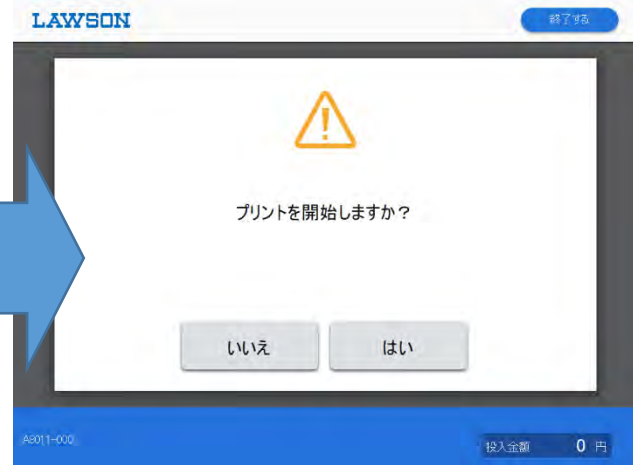 LAWSON
終了する
プリントを開始しますか？
いいえ
はい
A8011-000
投入金額 0 円